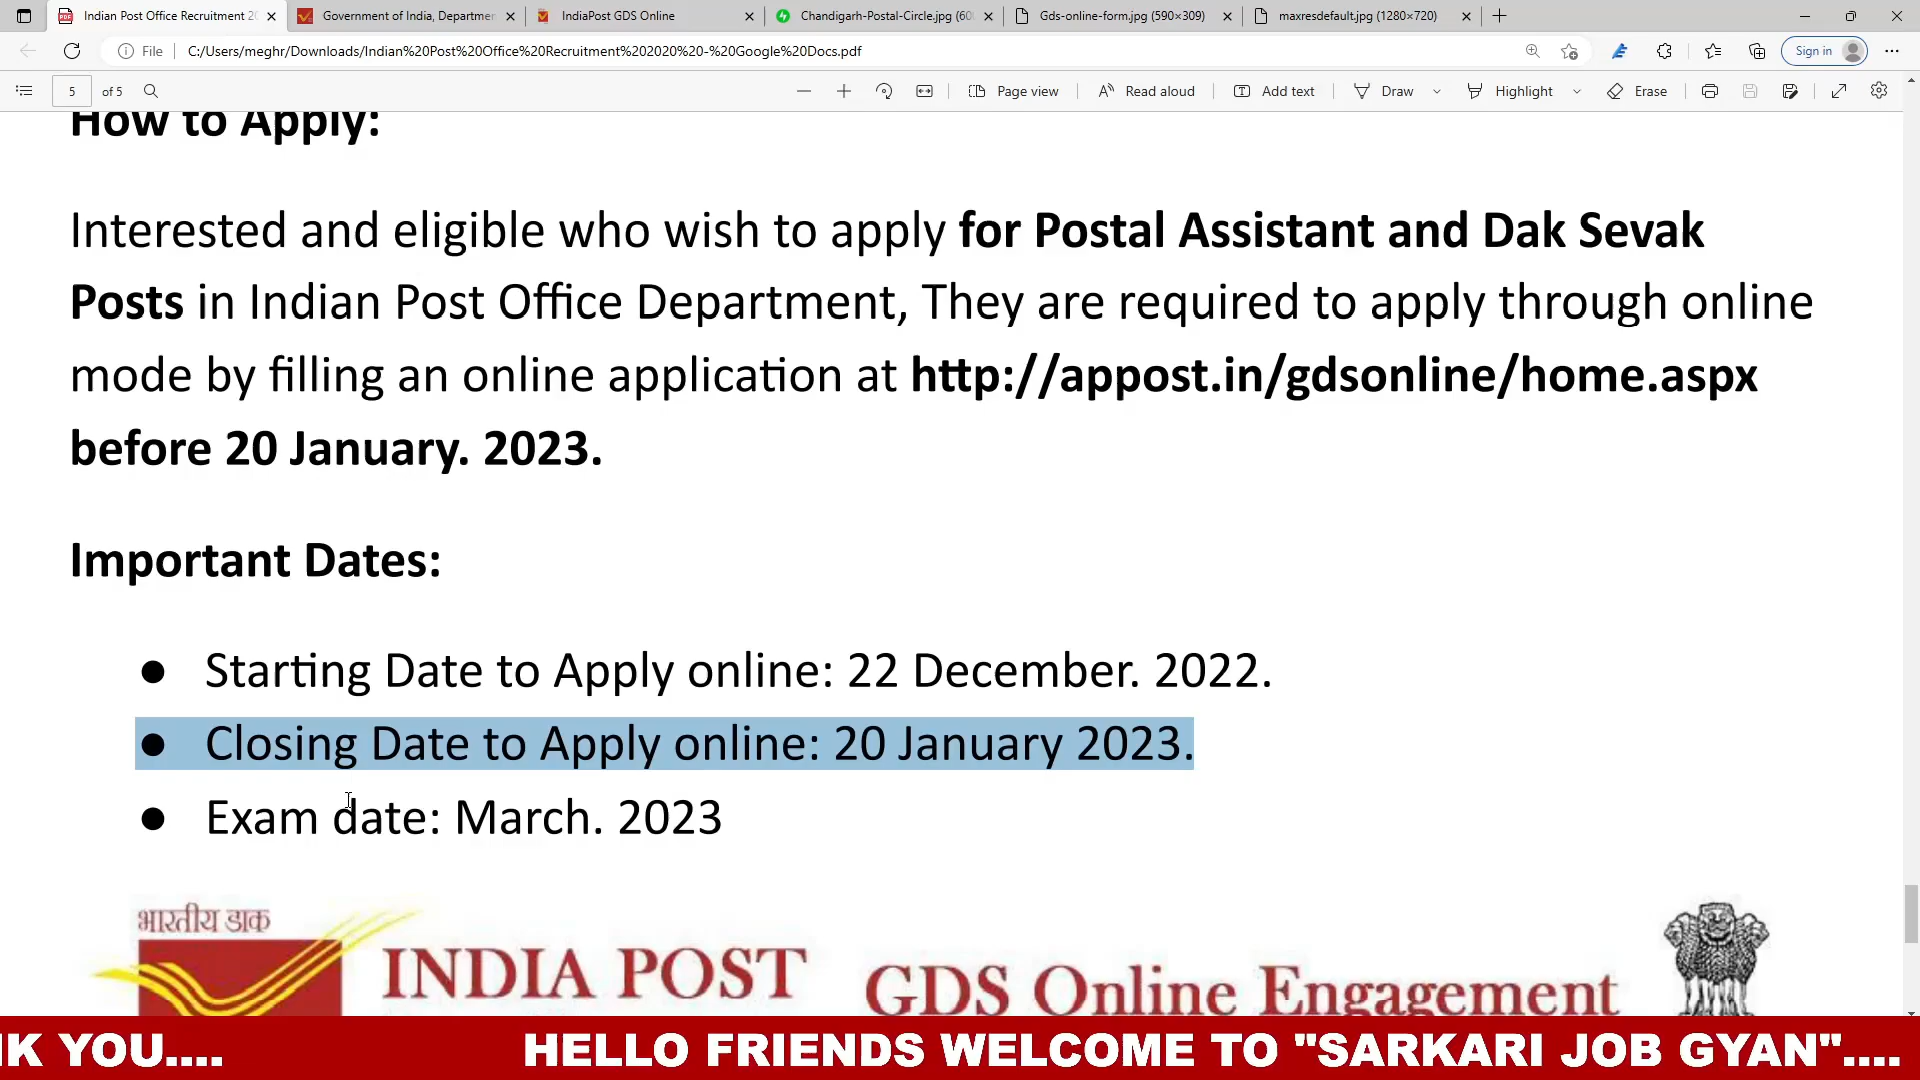 Indian Post Office Recruitment 20
Government of India, Departmen
IndiaPost GDS Online
Chandigarh-Postal-Circle.jpg (600
Gds-online-form.jpg (590×309)
maxresdefault.jpg (1280×720)
File
C:/Users/meghr/Downloads/Indian%20Post%20Office%20Recruitment%202020%20-%20Google%20Docs.pdf
Sign in
5 of 5
Page view
Read aloud
Add text
Draw
Highlight
Erase
How to Apply:
Interested and eligible who wish to apply for Postal Assistant and Dak Sevak
Posts in Indian Post Office Department, They are required to apply through online
mode by filling an online application at http://appost.in/gdsonline/home.aspx
before 20 January. 2023.
Important Dates:
● Starting Date to Apply online: 22 December. 2022.
● Closing Date to Apply online: 20 January 2023.
● Exam date: March. 2023
भारतीय डाक
INDIA POST
GDS Online Engagement
NK YOU.... HELLO FRIENDS WELCOME TO "SARKARI JOB GYAN"....